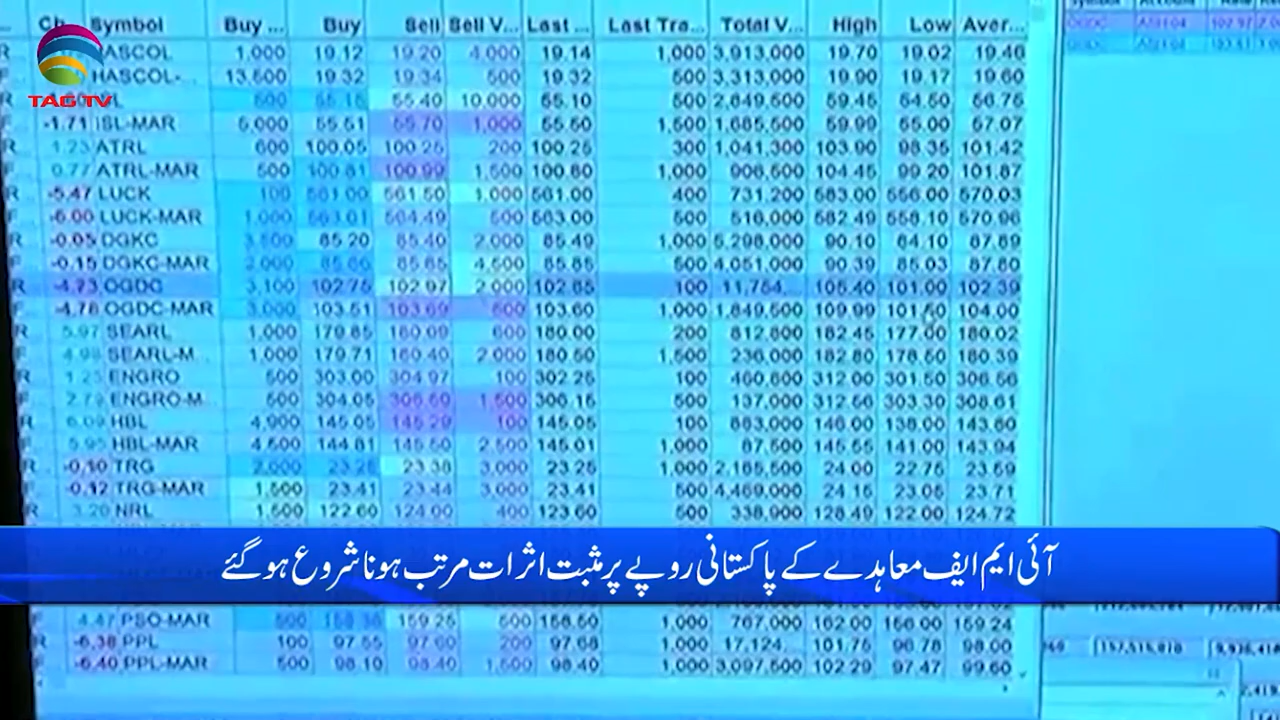 Ch Symbol Buy ... Buy Sell Sell V... Last ... Last Tra... Total V... High Low Aver...
R ASCOL 1,000 19.12 19.20 4,000 19.14 1,000 3,913,000 19.70 19.02 19.46
F HASCOL-... 13,500 19.32 19.34 500 19.32 500 3,313,000 19.90 19.17 19.60
TAG TV
R 500 55.15 55.40 10,000 55.10 500 2,649,500 59.45 54.50 56.75
F -1.71 ISL-MAR 5,000 55.51 55.70 1,000 55.50 1,500 1,685,500 59.99 55.00 57.07
R 1.23 ATRL 600 100.05 100.25 200 100.25 300 1,041,300 103.90 98.35 101.42
F 0.77 ATRL-MAR 500 100.81 100.99 1,500 100.80 1,000 906,500 104.45 99.20 101.87
R -5.47 LUCK 100 561.00 561.50 1,000 561.00 400 731,200 583.00 556.00 570.03
F -6.00 LUCK-MAR 1,000 563.01 564.49 500 563.00 500 516,000 582.49 558.10 570.96
R -0.05 DGKC 3,500 85.20 85.40 2,000 85.49 1,000 5,298,000 90.10 84.10 87.69
F -0.15 DGKC-MAR 2,000 85.60 85.85 4,500 85.85 500 4,051,000 90.39 85.03 87.80
R -4.73 OGDC 3,100 102.75 102.97 2,000 102.85 100 11,754,... 105.40 101.00 102.39
F -4.76 OGDC-MAR 3,000 103.51 103.69 500 103.60 1,000 1,849,500 109.99 101.50 104.00
R 5.97 SEARL 1,000 179.85 180.09 600 180.00 200 812,800 182.45 177.00 180.02
F SEARL-M... 1,000 179.71 180.40 2,000 180.50 1,500 236,000 182.80 178.50 180.39
R ENGRO 500 303.00 304.97 100 302.25 100 460,600 312.00 301.50 306.56
F ENGRO-M... 500 304.05 306.50 1,500 306.15 500 137,000 312.56 303.30 308.61
R HBL 4,900 145.05 145.29 100 145.05 100 883,000 146.00 138.00 143.60
F 5.95 HBL-MAR 4,500 144.81 145.50 2,500 145.01 1,000 87,500 145.55 141.00 143.94
R -0.10 TRG 2,000 23.25 23.38 3,000 23.25 1,000 2,165,500 24.00 22.75 23.59
F -0.12 TRG-MAR 1,500 23.41 23.44 3,000 23.41 500 4,469,000 24.15 23.05 23.71
R 3.20 NRL 1,500 122.60 124.00 400 123.60 500 338,900 128.49 122.00 124.72
آئی ایم ایف معاہدے کے پاکستانی روپے پر مثبت اثرات مرتب ہونا شروع ہوگئے
F 4.47 PSO-MAR 500 159.25 500 158.50 1,000 767,000 162.00 156.00 159.24
R -6.38 PPL 100 97.55 97.60 200 97.68 1,000 17,124,... 101.75 96.78 98.00
F -6.40 PPL-MAR 500 98.10 98.40 1,500 98.40 1,000 3,097,500 102.29 97.47 99.60